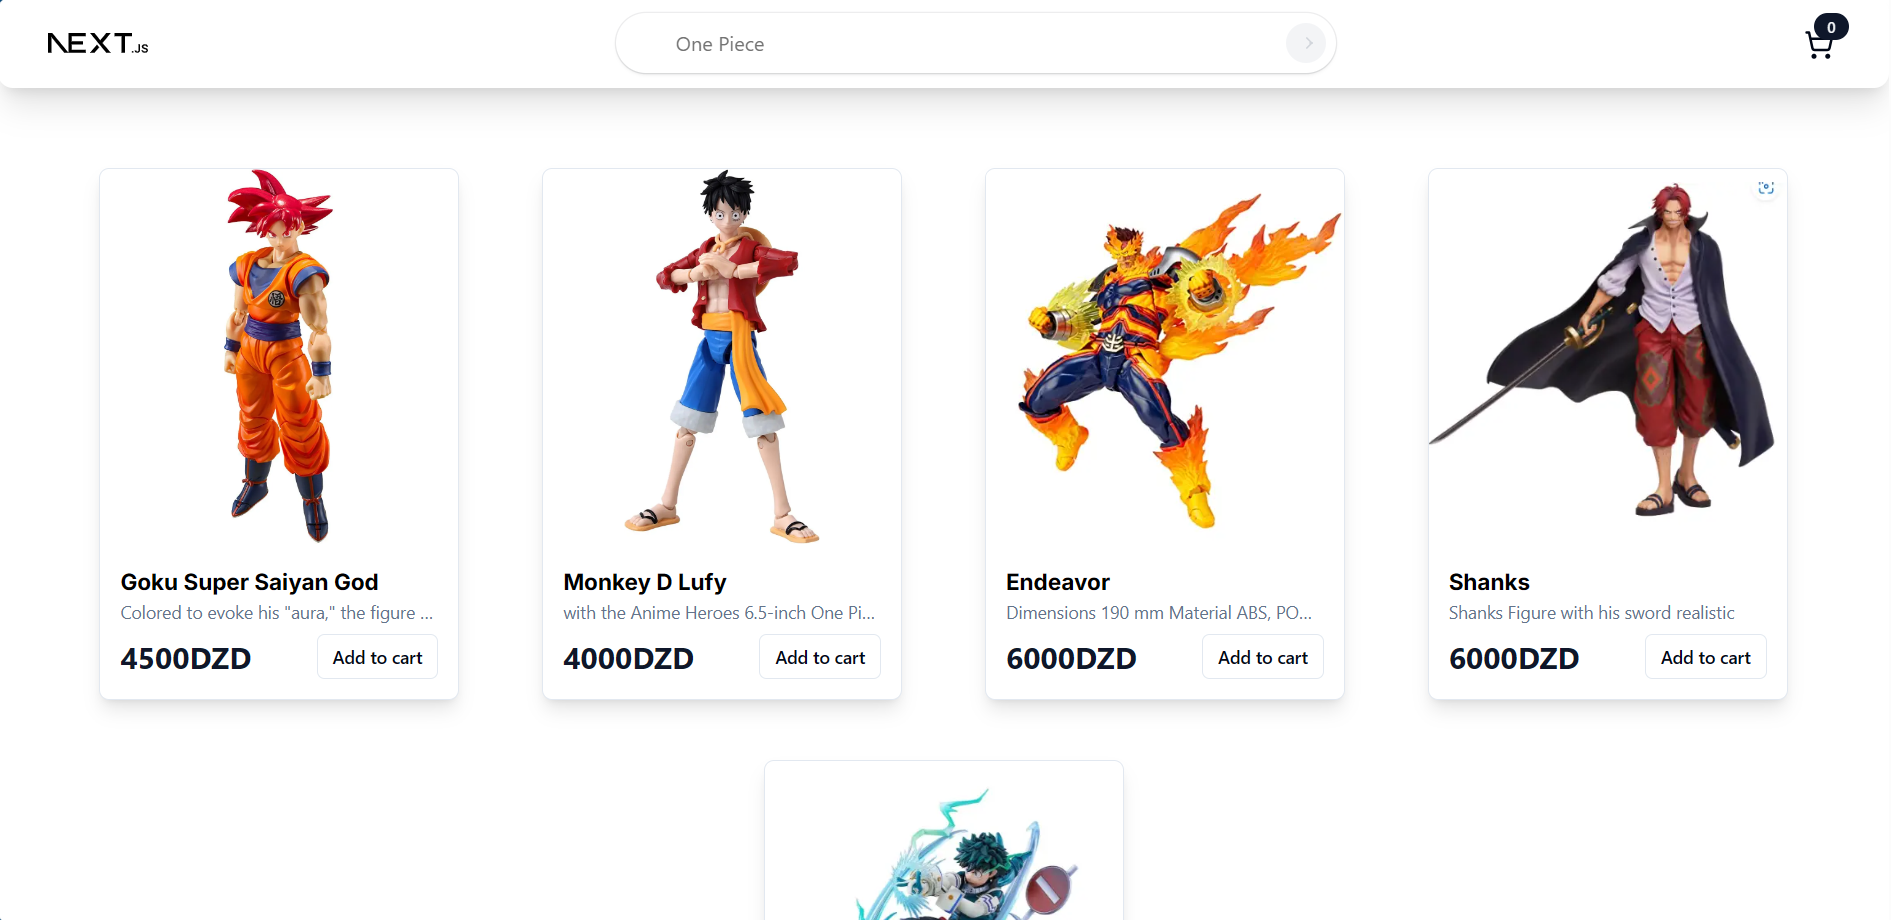 NEXT.JS
One Piece
0
Goku Super Saiyan God
Colored to evoke his "aura," the figure ...
4500DZD
Add to cart
Monkey D Lufy
with the Anime Heroes 6.5-inch One Pi...
4000DZD
Add to cart
Endeavor
Dimensions 190 mm Material ABS, PO...
6000DZD
Add to cart
Shanks
Shanks Figure with his sword realistic
6000DZD
Add to cart